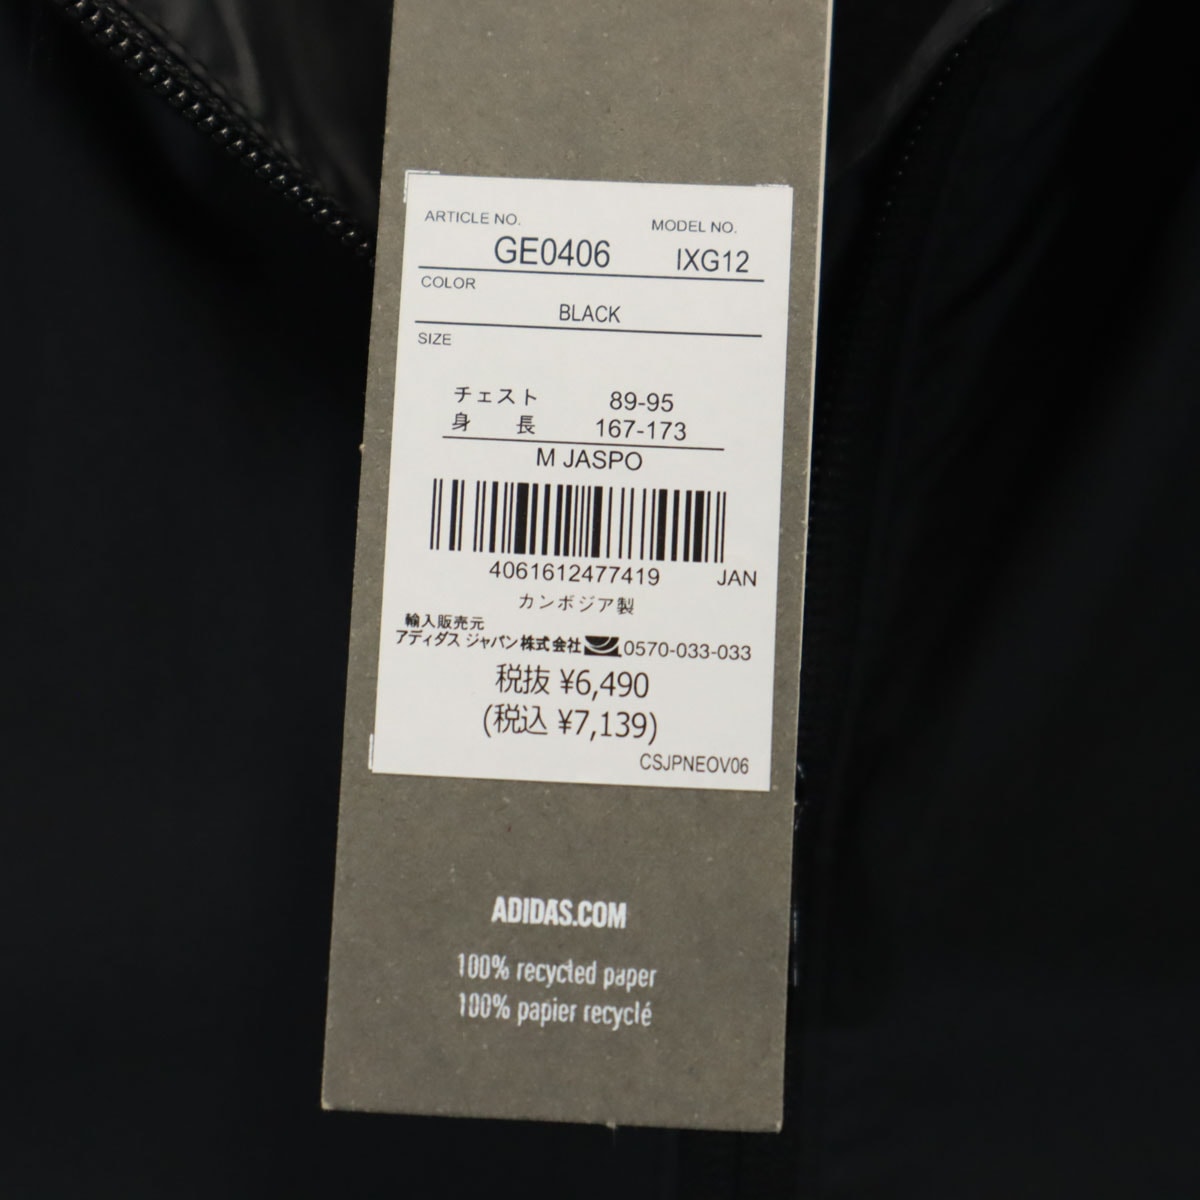 ARTICLE NO. MODEL NO.
GE0406 IXG12
COLOR
BLACK
SIZE
チェスト 89-95
身 長 167-173
M JASPO
4061612477419 JAN
カンボジア製
輸入販売元
アディダス ジャパン株式会社 0570-033-033
税抜 ¥6,490
(税込 ¥7,139)
CSJPNEOV06
ADIDAS.COM
100% recycted paper
100% papier recyclé